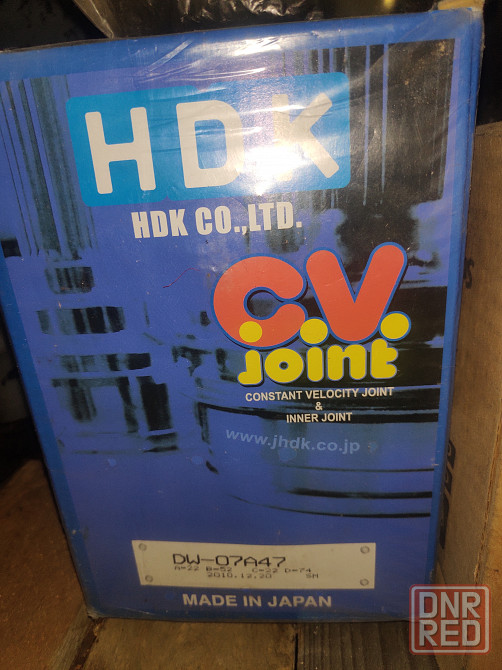 HDK
HDK CO.,LTD.
C.V.
Joint
CONSTANT VELOCITY JOINT
&
INNER JOINT
www.jhdk.co.jp
DW-07A47
A=22 B=52 C=22 D=74
2010.12.20 SM
MADE IN JAPAN
DNR
RED